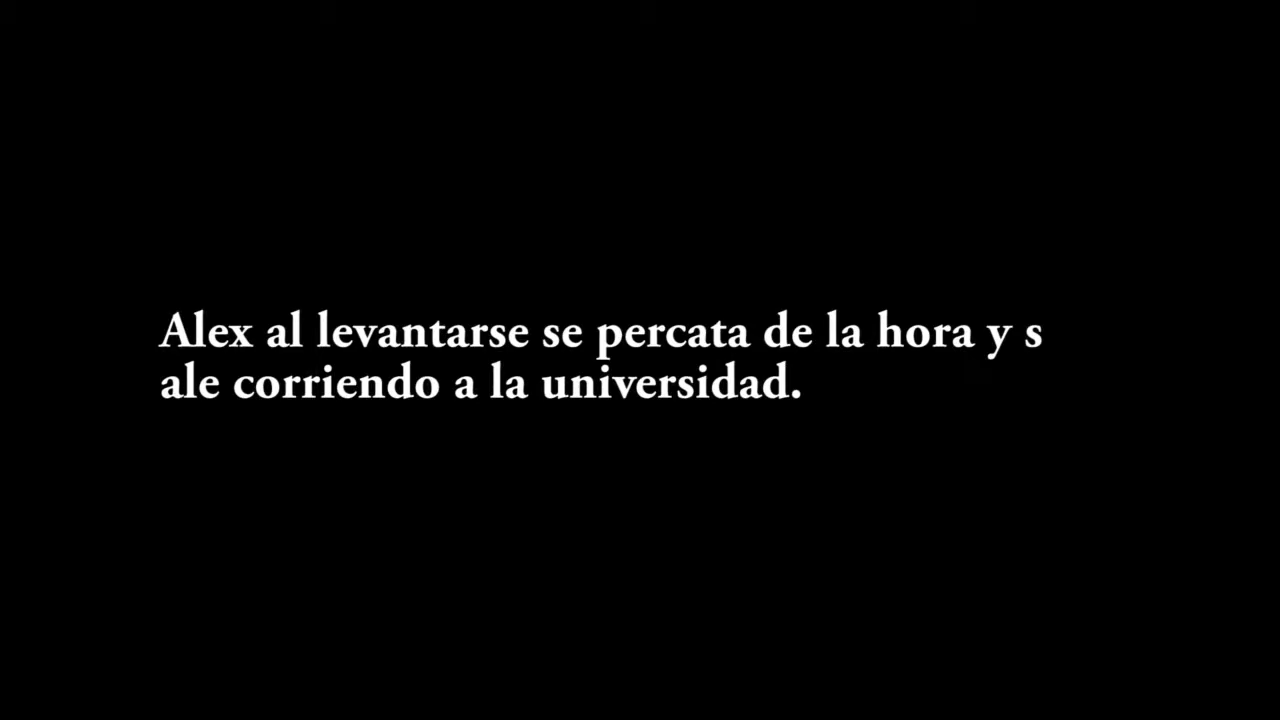 Alex al levantarse se percata de la hora y s
ale corriendo a la universidad.